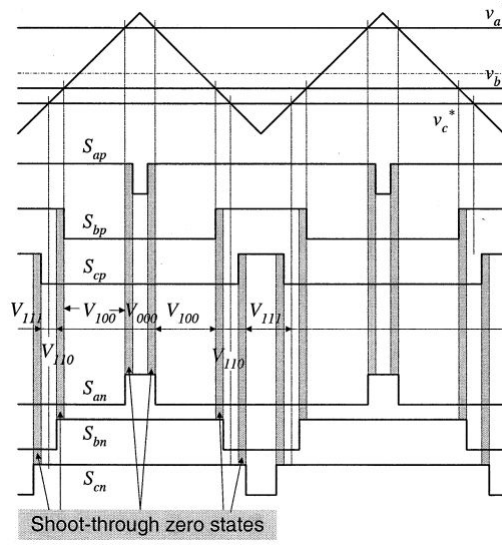 v_a
v_b
v_c*
S_ap
S_bp
S_cp
V_111 V_100 V_000 V_100 V_111
V_110 V_110
S_an
S_bn
S_cn
Shoot-through zero states